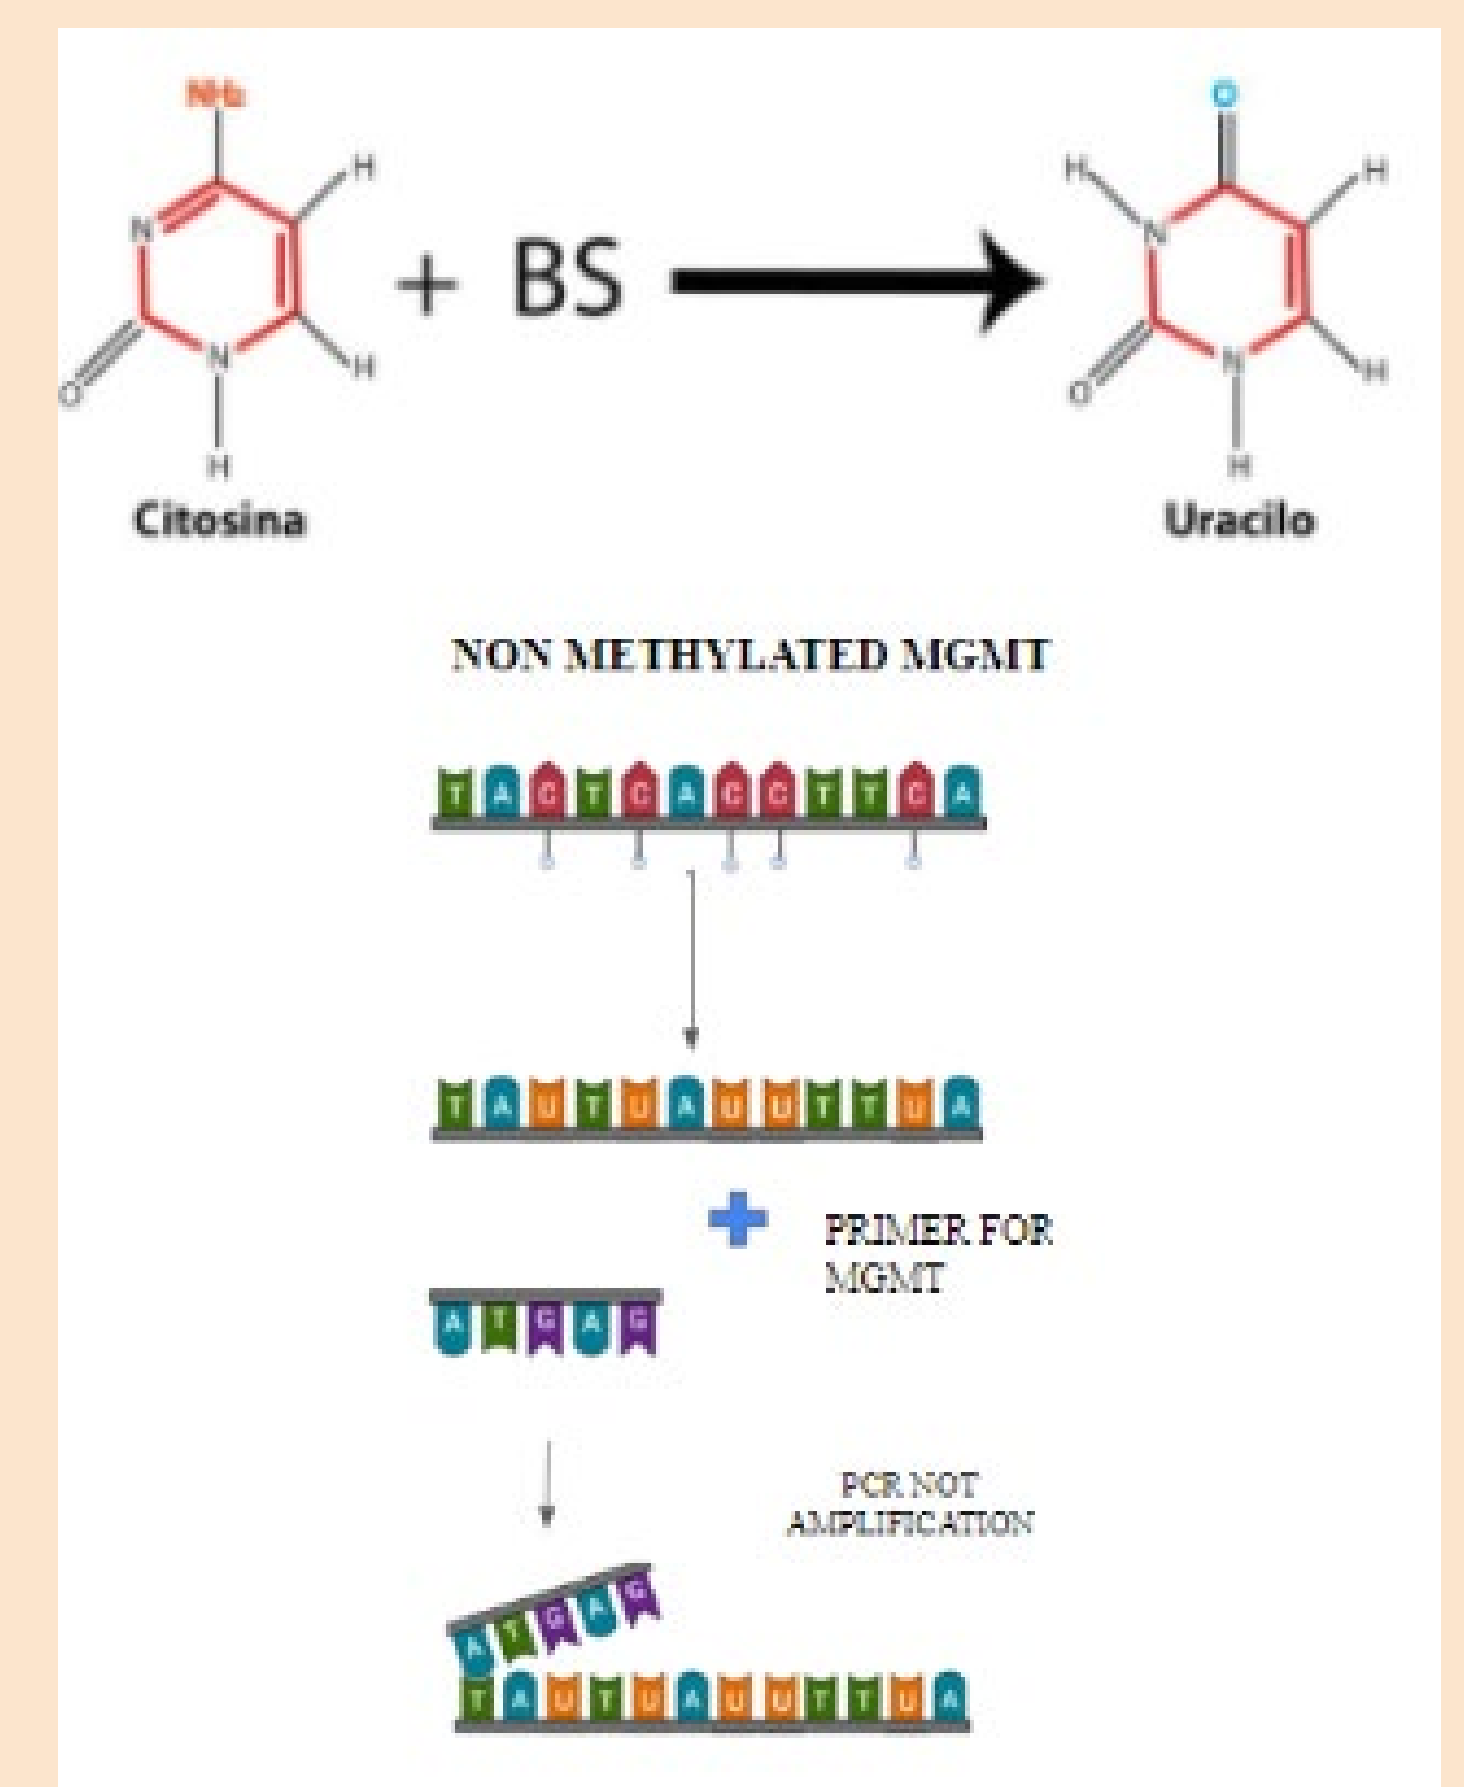 NH₂
H
N
N
H
O
H
+ BS
O
H
H
N
N
H
O
H
Citosina
Uracilo
NON METHYLATED MGMT
T A C T C A C C T T C A
T A U T U A U U T T U A
PRIMER FOR
MGMT
A T G A G
PCR NOT
AMPLIFICATION
A T G A G
T A U T U A U U T T U A